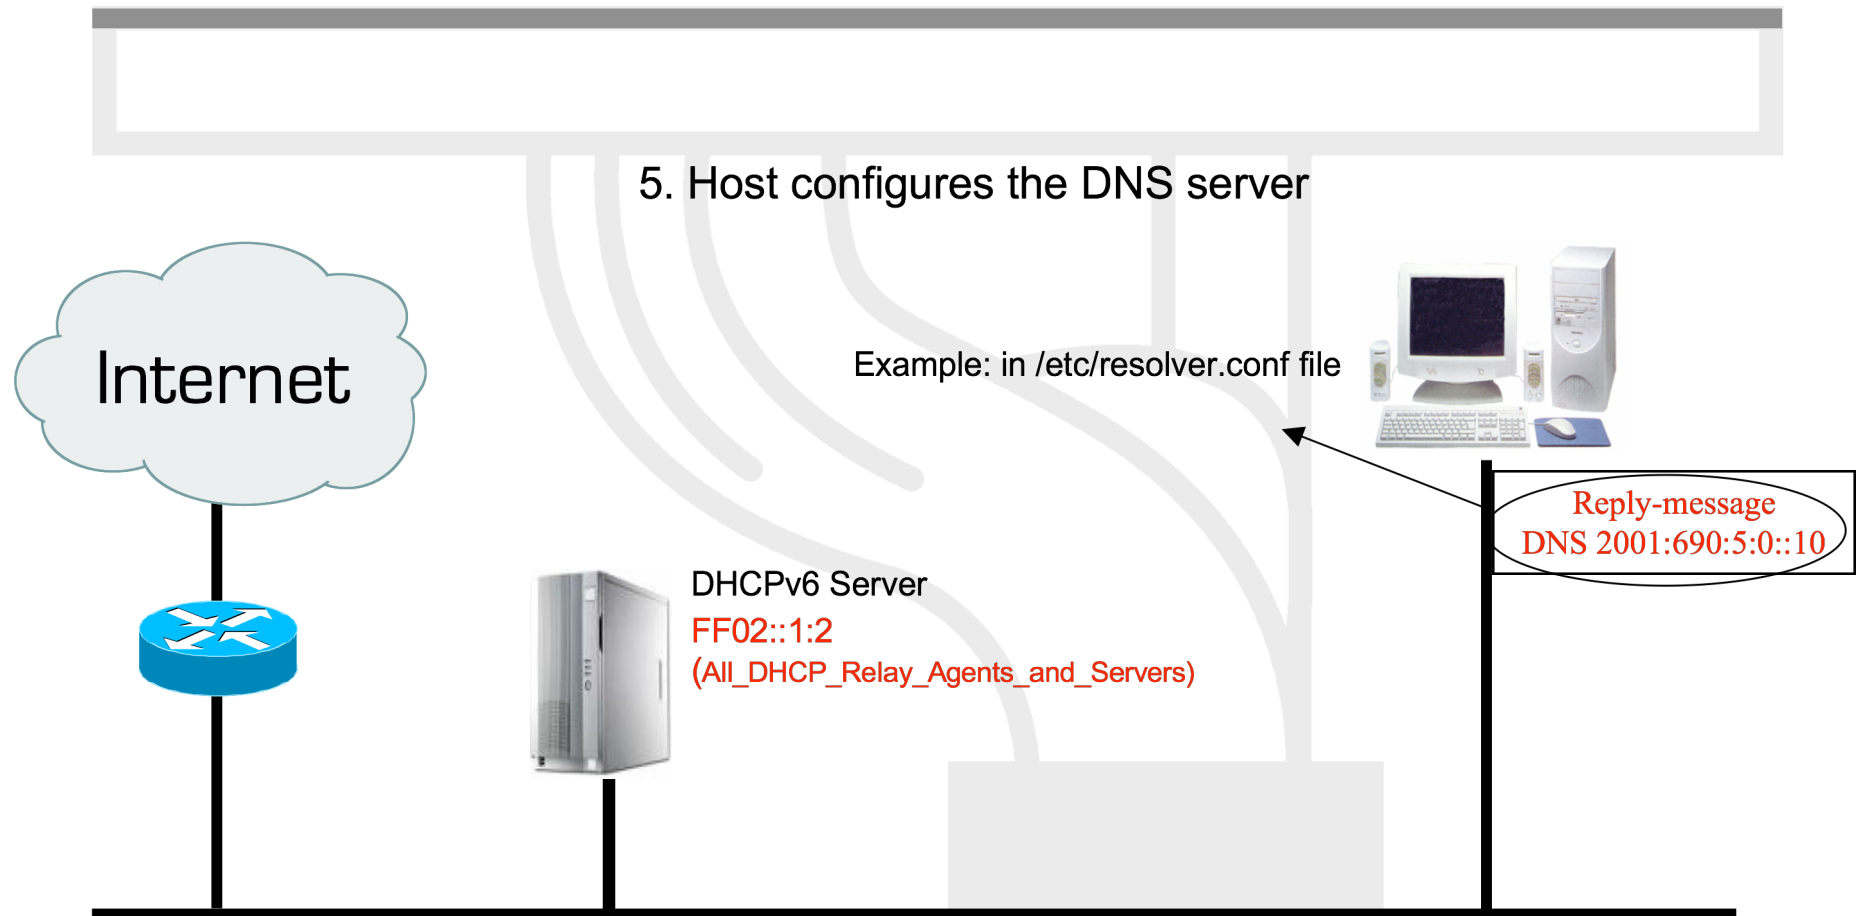 5. Host configures the DNS server
Internet
Example: in /etc/resolver.conf file
Reply-message
DNS 2001:690:5:0::10
DHCPv6 Server
FF02::1:2
(All_DHCP_Relay_Agents_and_Servers)